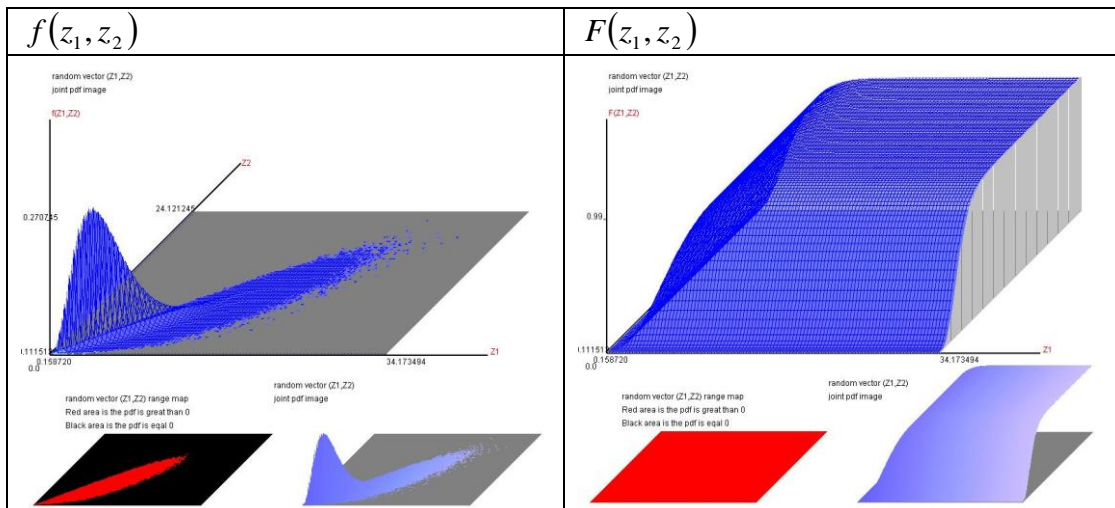 f(z₁, z₂)
random vector (Z1,Z2)
joint pdf image
f(Z1,Z2)
Z2
24.121245
0.270745
.11151
0.158720
0.0
34.173494
Z1
random vector (Z1,Z2) range map
Red area is the pdf is great than 0
Black area is the pdf is eqal 0
random vector (Z1,Z2)
joint pdf image
F(z₁, z₂)
random vector (Z1,Z2)
joint pdf image
F(Z1,Z2)
0.99
.11151
0.158720
0.0
34.173494
Z1
random vector (Z1,Z2) range map
Red area is the pdf is great than 0
Black area is the pdf is eqal 0
random vector (Z1,Z2)
joint pdf image